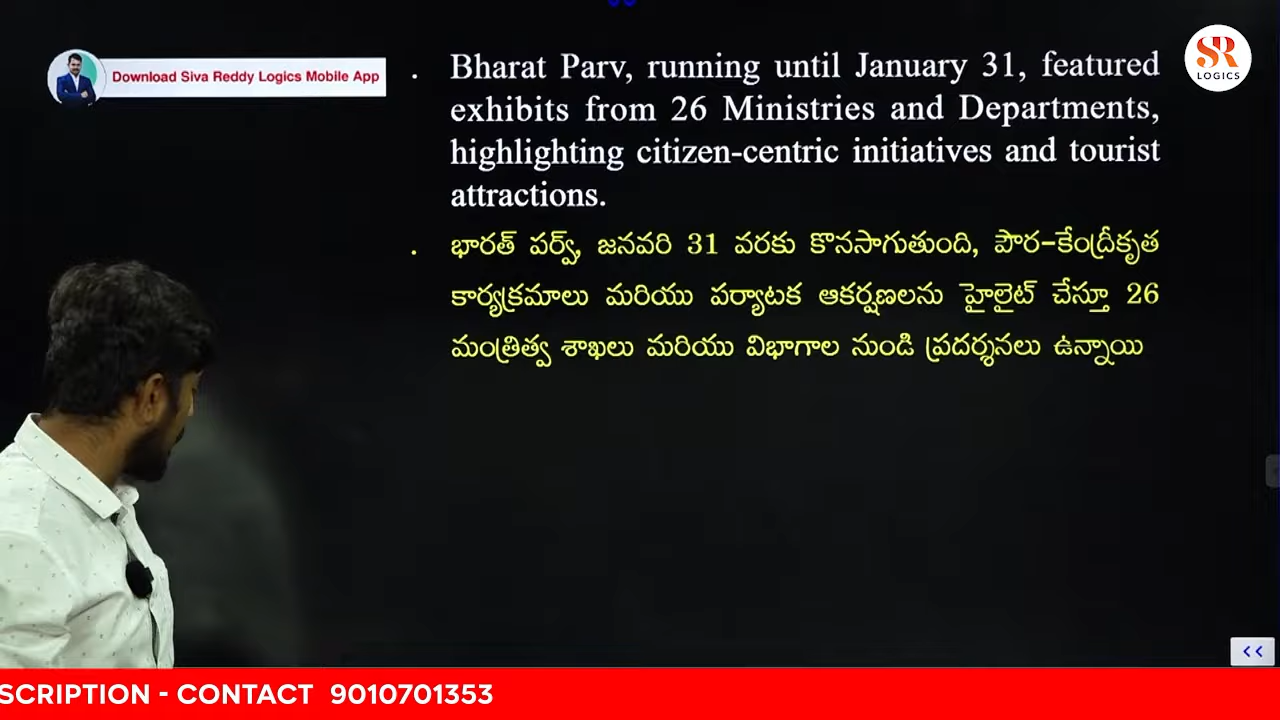 Download Siva Reddy Logics Mobile App
SR
LOGICS
. Bharat Parv, running until January 31, featured
exhibits from 26 Ministries and Departments,
highlighting citizen-centric initiatives and tourist
attractions.
. భారత్ పర్వ్, జనవరి 31 వరకు కొనసాగుతుంది, పౌర-కేంద్రీకృత
కార్యక్రమాలు మరియు పర్యాటక ఆకర్షణలను హైలైట్ చేస్తూ 26
మంత్రిత్వ శాఖలు మరియు విభాగాల నుండి ప్రదర్శనలు ఉన్నాయి
<<
SCRIPTION - CONTACT 9010701353